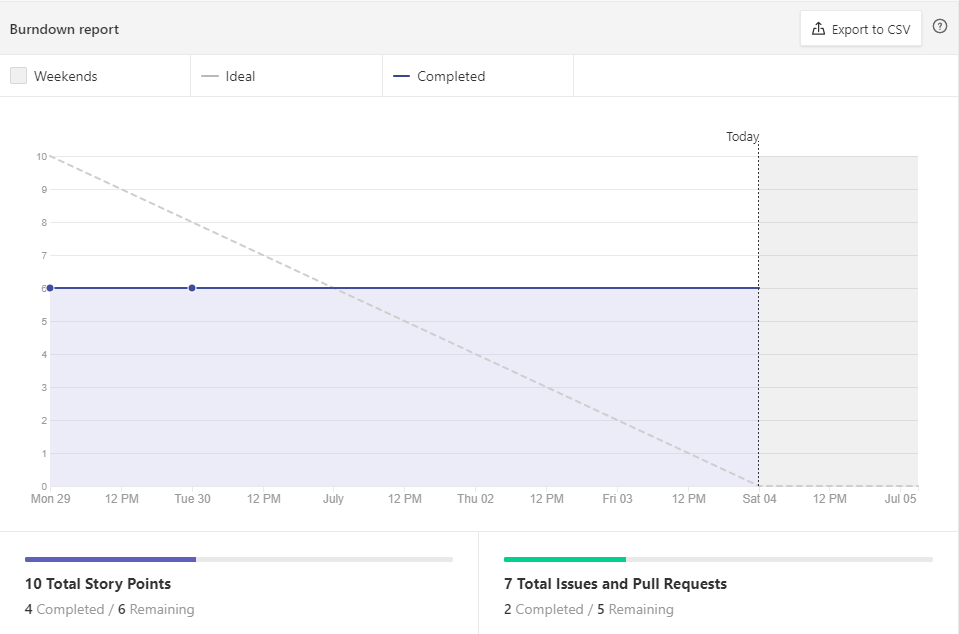 Burndown report
Export to CSV
?
Weekends
Ideal
Completed
Today
10
9
8
7
6
5
4
3
2
1
0
Mon 29 12 PM Tue 30 12 PM July 12 PM Thu 02 12 PM Fri 03 12 PM Sat 04 12 PM Jul 05
10 Total Story Points
4 Completed / 6 Remaining
7 Total Issues and Pull Requests
2 Completed / 5 Remaining